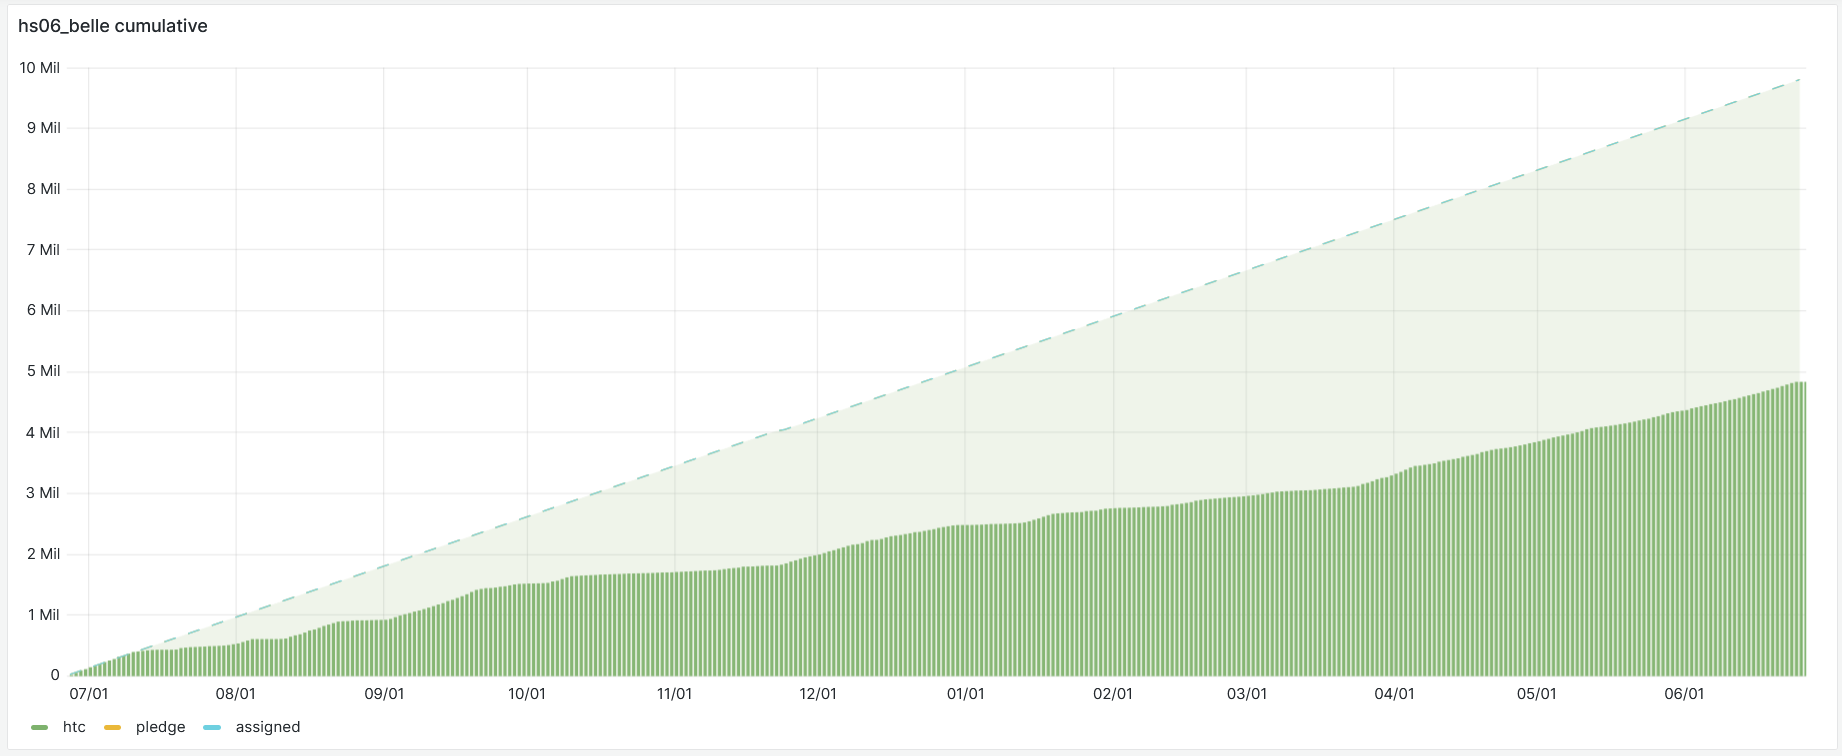 hs06_belle cumulative
10 Mil
9 Mil
8 Mil
7 Mil
6 Mil
5 Mil
4 Mil
3 Mil
2 Mil
1 Mil
0
07/01 08/01 09/01 10/01 11/01 12/01 01/01 02/01 03/01 04/01 05/01 06/01
htc pledge assigned